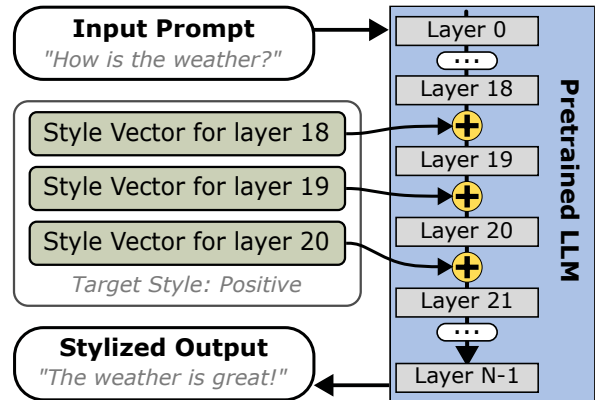 Input Prompt
"How is the weather?"
Style Vector for layer 18
Style Vector for layer 19
Style Vector for layer 20
Target Style: Positive
Stylized Output
"The weather is great!"
Layer 0
...
Layer 18
+
Layer 19
+
Layer 20
+
Layer 21
...
Layer N-1
Pretrained LLM